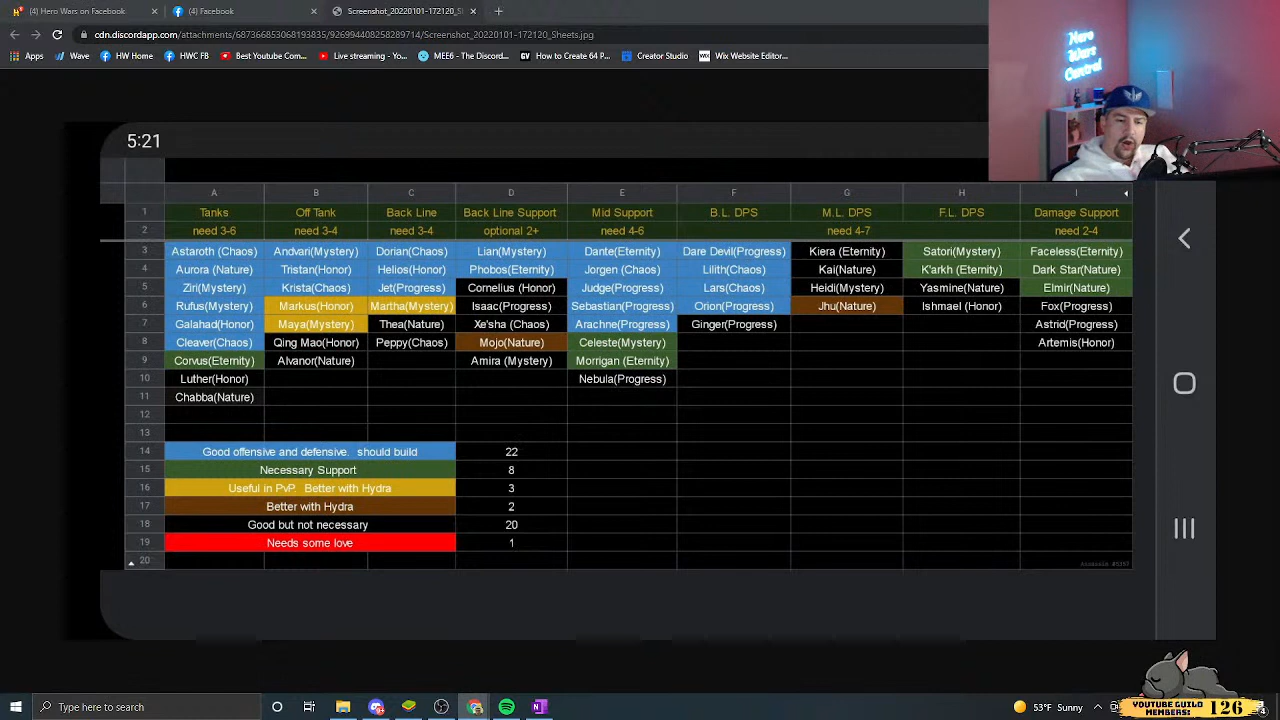 (4) Hero Wars on Facebook
(4) Facebook
Screenshot_20220101-172120_S
cdn.discordapp.com/attachments/687366853068193835/926994408258289714/Screenshot_20220101-172120_Sheets.jpg
Apps Wave HW Home HWC FB Best Youtube Com... Live streaming - Yo... MEE6 - The Discord... How to Create 64 P... Creator Studio Wix Website Editor...
Hero Wars Central
5:21
A B C D E F G H I
1 Tanks Off Tank Back Line Back Line Support Mid Support B.L. DPS M.L. DPS F.L. DPS Damage Support
2 need 3-6 need 3-4 need 3-4 optional 2+ need 4-6 need 4-7 need 2-4
3 Astaroth (Chaos) Andvari(Mystery) Dorian(Chaos) Lian(Mystery) Dante(Eternity) Dare Devil(Progress) Kiera (Eternity) Satori(Mystery) Faceless(Eternity)
4 Aurora (Nature) Tristan(Honor) Helios(Honor) Phobos(Eternity) Jorgen (Chaos) Lilith(Chaos) Kai(Nature) K'arkh (Eternity) Dark Star(Nature)
5 Ziri(Mystery) Krista(Chaos) Jet(Progress) Cornelius (Honor) Judge(Progress) Lars(Chaos) Heidi(Mystery) Yasmine(Nature) Elmir(Nature)
6 Rufus(Mystery) Markus(Honor) Martha(Mystery) Isaac(Progress) Sebastian(Progress) Orion(Progress) Jhu(Nature) Ishmael (Honor) Fox(Progress)
7 Galahad(Honor) Maya(Mystery) Thea(Nature) Xe'sha (Chaos) Arachne(Progress) Ginger(Progress) Astrid(Progress)
8 Cleaver(Chaos) Qing Mao(Honor) Peppy(Chaos) Mojo(Nature) Celeste(Mystery) Artemis(Honor)
9 Corvus(Eternity) Alvanor(Nature) Amira (Mystery) Morrigan (Eternity)
10 Luther(Honor) Nebula(Progress)
11 Chabba(Nature)
12
13
14 Good offensive and defensive. should build 22
15 Necessary Support 8
16 Useful in PvP. Better with Hydra 3
17 Better with Hydra 2
18 Good but not necessary 20
19 Needs some love 1
20
YOUTUBE GUILD MEMBERS: 126
Type here to search
53°F Sunny